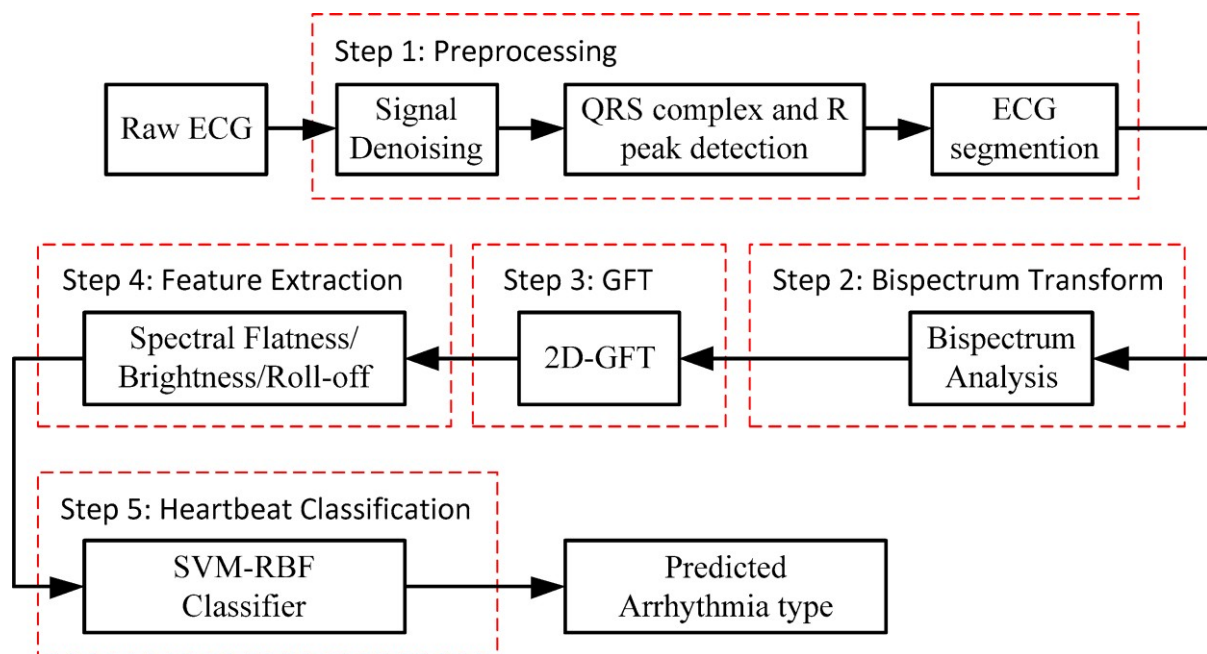 Step 1: Preprocessing
Raw ECG
Signal
Denoising
QRS complex and R
peak detection
ECG
segmention
Step 2: Bispectrum Transform
Bispectrum
Analysis
Step 3: GFT
2D-GFT
Step 4: Feature Extraction
Spectral Flatness/
Brightness/Roll-off
Step 5: Heartbeat Classification
SVM-RBF
Classifier
Predicted
Arrhythmia type